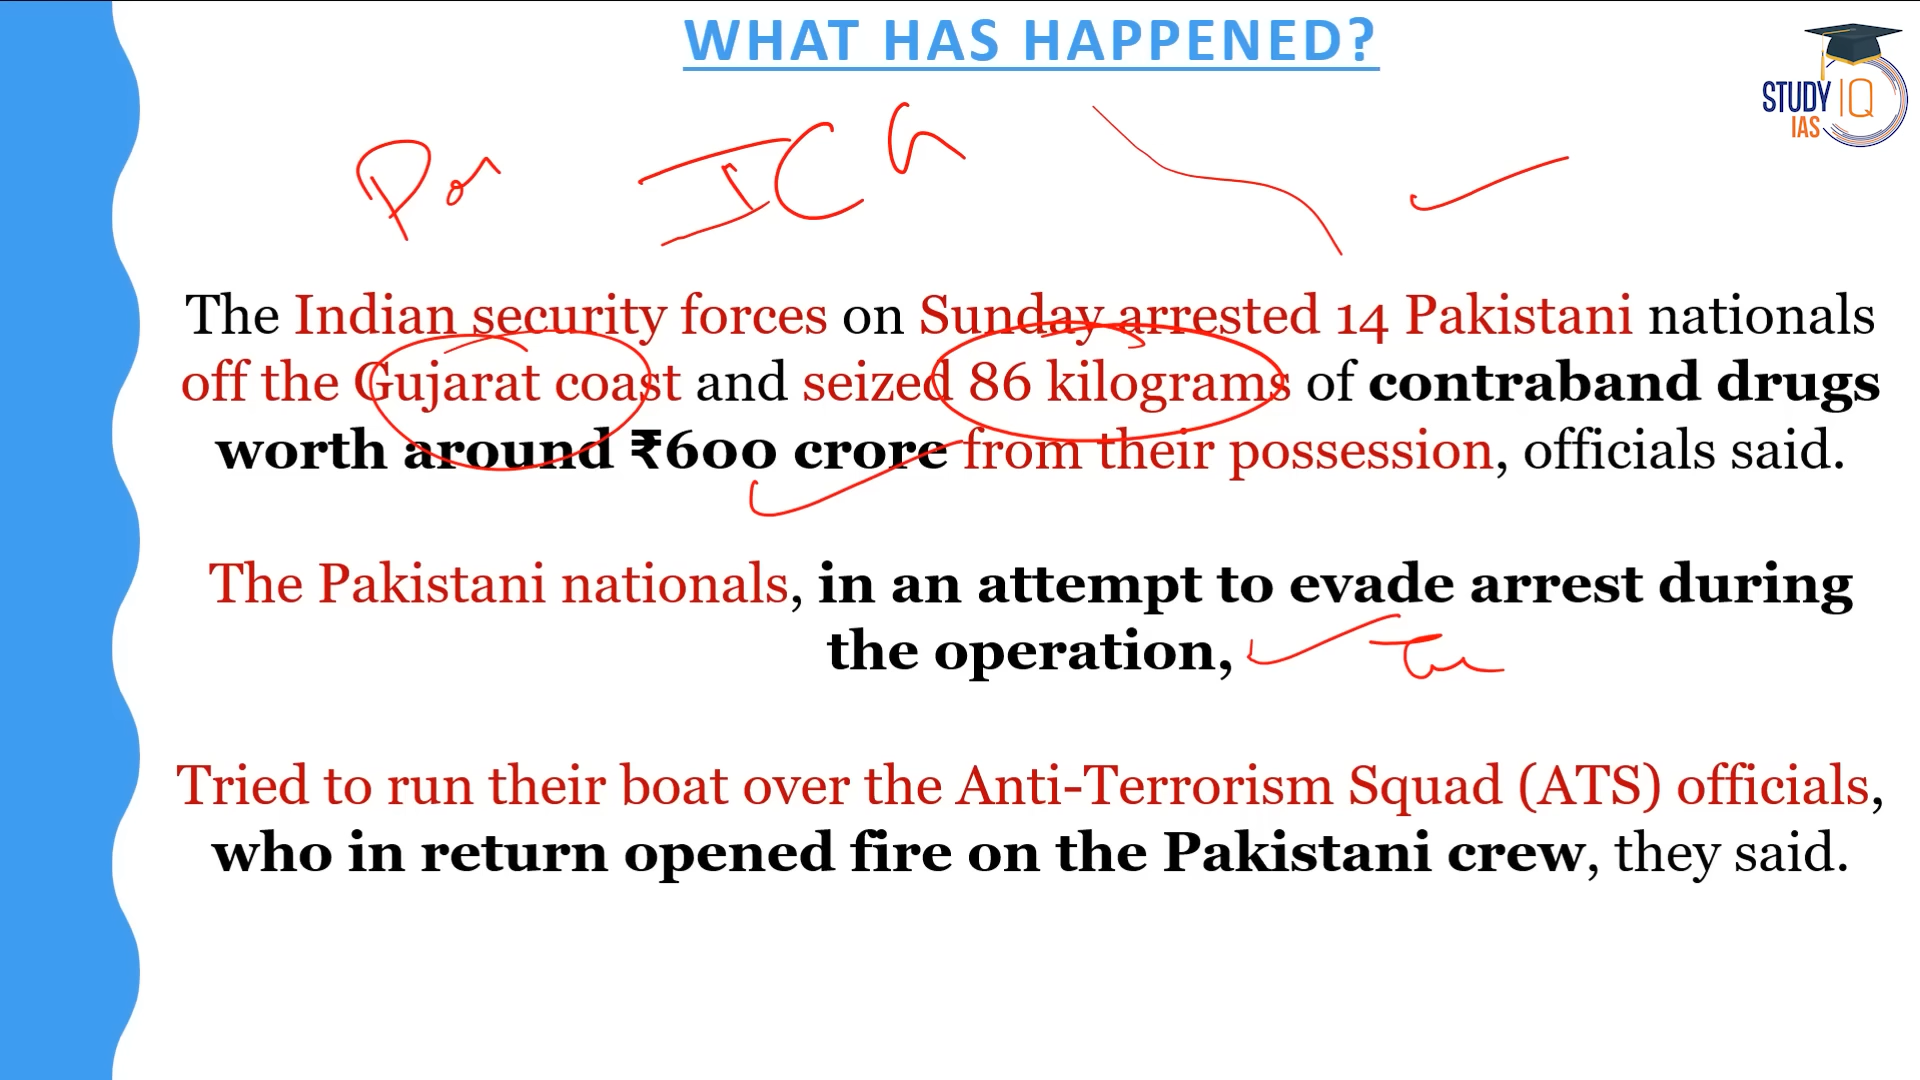 WHAT HAS HAPPENED?
STUDY IQ
IAS
ICG
The Indian security forces on Sunday arrested 14 Pakistani nationals
off the Gujarat coast and seized 86 kilograms of contraband drugs
worth around ₹600 crore from their possession, officials said.
The Pakistani nationals, in an attempt to evade arrest during
the operation,
Tried to run their boat over the Anti-Terrorism Squad (ATS) officials,
who in return opened fire on the Pakistani crew, they said.